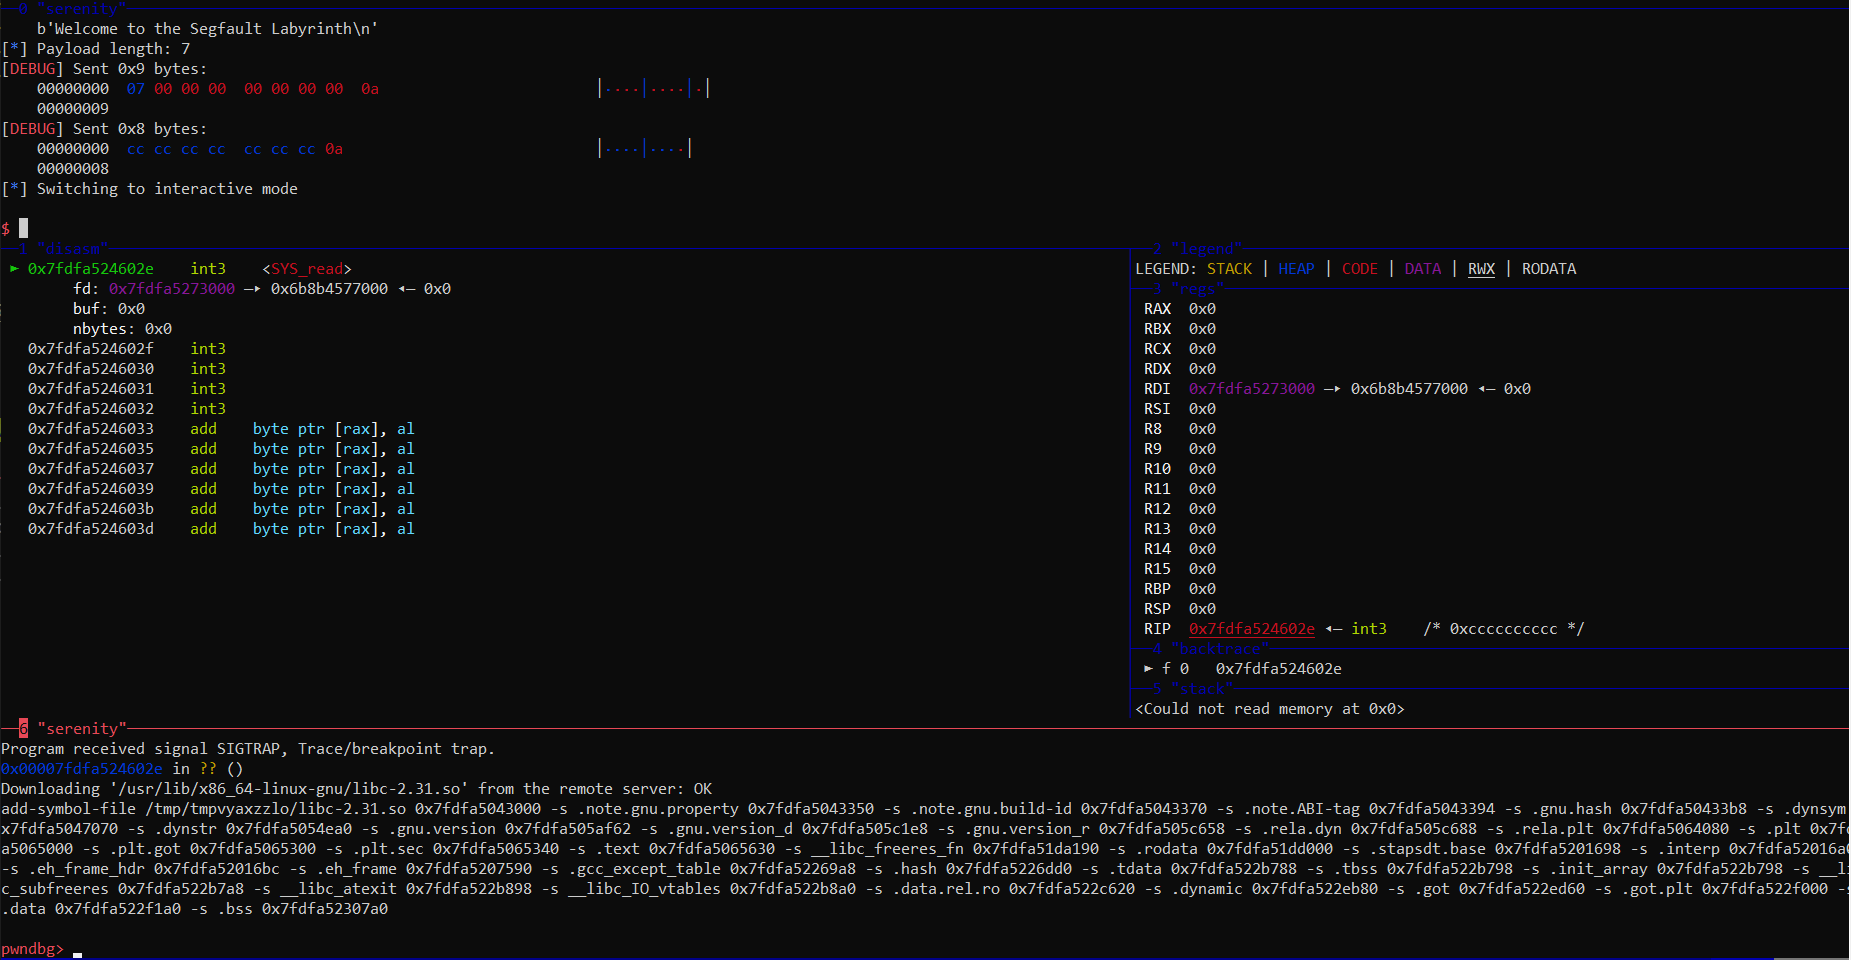 0 "serenity"
b'Welcome to the Segfault Labyrinth\n'
[*] Payload length: 7
[DEBUG] Sent 0x9 bytes:
00000000  07 00 00 00  00 00 00 00  0a  |····|····|·|
00000009
[DEBUG] Sent 0x8 bytes:
00000000  cc cc cc cc  cc cc cc 0a  |····|····|
00000008
[*] Switching to interactive mode
$
1 "disasm"
► 0x7fdfa524602e    int3    <SYS_read>
fd: 0x7fdfa5273000 —▸ 0x6b8b4577000 ◂— 0x0
buf: 0x0
nbytes: 0x0
0x7fdfa524602f    int3
0x7fdfa5246030    int3
0x7fdfa5246031    int3
0x7fdfa5246032    int3
0x7fdfa5246033    add    byte ptr [rax], al
0x7fdfa5246035    add    byte ptr [rax], al
0x7fdfa5246037    add    byte ptr [rax], al
0x7fdfa5246039    add    byte ptr [rax], al
0x7fdfa524603b    add    byte ptr [rax], al
0x7fdfa524603d    add    byte ptr [rax], al
2 "legend"
LEGEND: STACK | HEAP | CODE | DATA | RWX | RODATA
3 "regs"
RAX  0x0
RBX  0x0
RCX  0x0
RDX  0x0
RDI  0x7fdfa5273000 —▸ 0x6b8b4577000 ◂— 0x0
RSI  0x0
R8   0x0
R9   0x0
R10  0x0
R11  0x0
R12  0x0
R13  0x0
R14  0x0
R15  0x0
RBP  0x0
RSP  0x0
RIP  0x7fdfa524602e ◂— int3    /* 0xcccccccccc */
4 "backtrace"
► f 0   0x7fdfa524602e
5 "stack"
<Could not read memory at 0x0>
6 "serenity"
Program received signal SIGTRAP, Trace/breakpoint trap.
0x00007fdfa524602e in ?? ()
Downloading '/usr/lib/x86_64-linux-gnu/libc-2.31.so' from the remote server: OK
add-symbol-file /tmp/tmpvyaxzzlo/libc-2.31.so 0x7fdfa5043000 -s .note.gnu.property 0x7fdfa5043350 -s .note.gnu.build-id 0x7fdfa5043370 -s .note.ABI-tag 0x7fdfa5043394 -s .gnu.hash 0x7fdfa50433b8 -s .dynsym
x7fdfa5047070 -s .dynstr 0x7fdfa5054ea0 -s .gnu.version 0x7fdfa505af62 -s .gnu.version_d 0x7fdfa505c1e8 -s .gnu.version_r 0x7fdfa505c658 -s .rela.dyn 0x7fdfa505c688 -s .rela.plt 0x7fdfa5064080 -s .plt 0x7fd
a5065000 -s .plt.got 0x7fdfa5065300 -s .plt.sec 0x7fdfa5065340 -s .text 0x7fdfa5065630 -s __libc_freeres_fn 0x7fdfa51da190 -s .rodata 0x7fdfa51dd000 -s .stapsdt.base 0x7fdfa5201698 -s .interp 0x7fdfa52016a0
-s .eh_frame_hdr 0x7fdfa52016bc -s .eh_frame 0x7fdfa5207590 -s .gcc_except_table 0x7fdfa52269a8 -s .hash 0x7fdfa5226dd0 -s .tdata 0x7fdfa522b788 -s .tbss 0x7fdfa522b798 -s .init_array 0x7fdfa522b798 -s __li
c_subfreeres 0x7fdfa522b7a8 -s __libc_atexit 0x7fdfa522b898 -s __libc_IO_vtables 0x7fdfa522b8a0 -s .data.rel.ro 0x7fdfa522c620 -s .dynamic 0x7fdfa522eb80 -s .got 0x7fdfa522ed60 -s .got.plt 0x7fdfa522f000 -s
.data 0x7fdfa522f1a0 -s .bss 0x7fdfa52307a0
pwndbg>